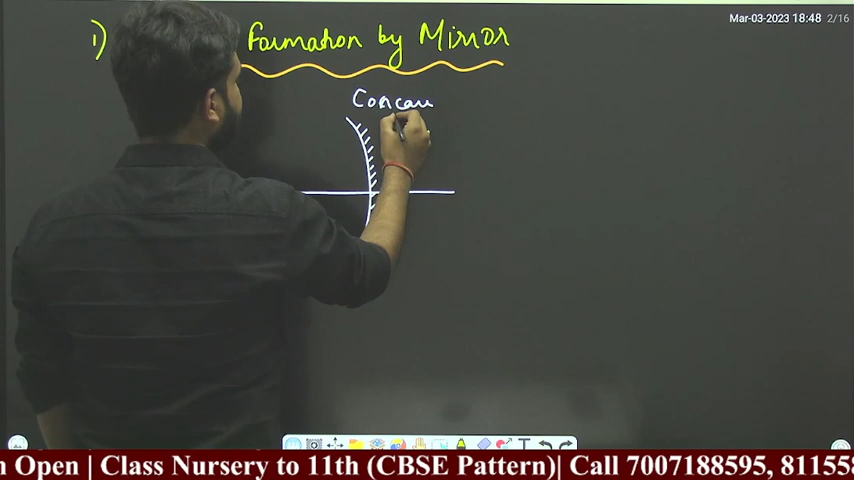 Mar-03-2023 18:48 2/16
1) Formation by Mirror
Concave
n Open | Class Nursery to 11th (CBSE Pattern)| Call 7007188595, 81155